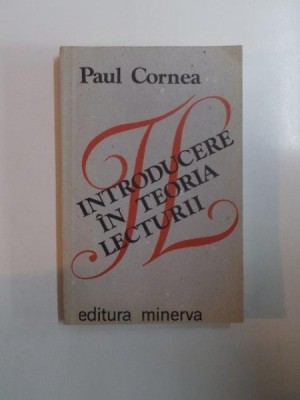 Paul Cornea
INTRODUCERE
ÎN TEORIA
LECTURII
editura minerva